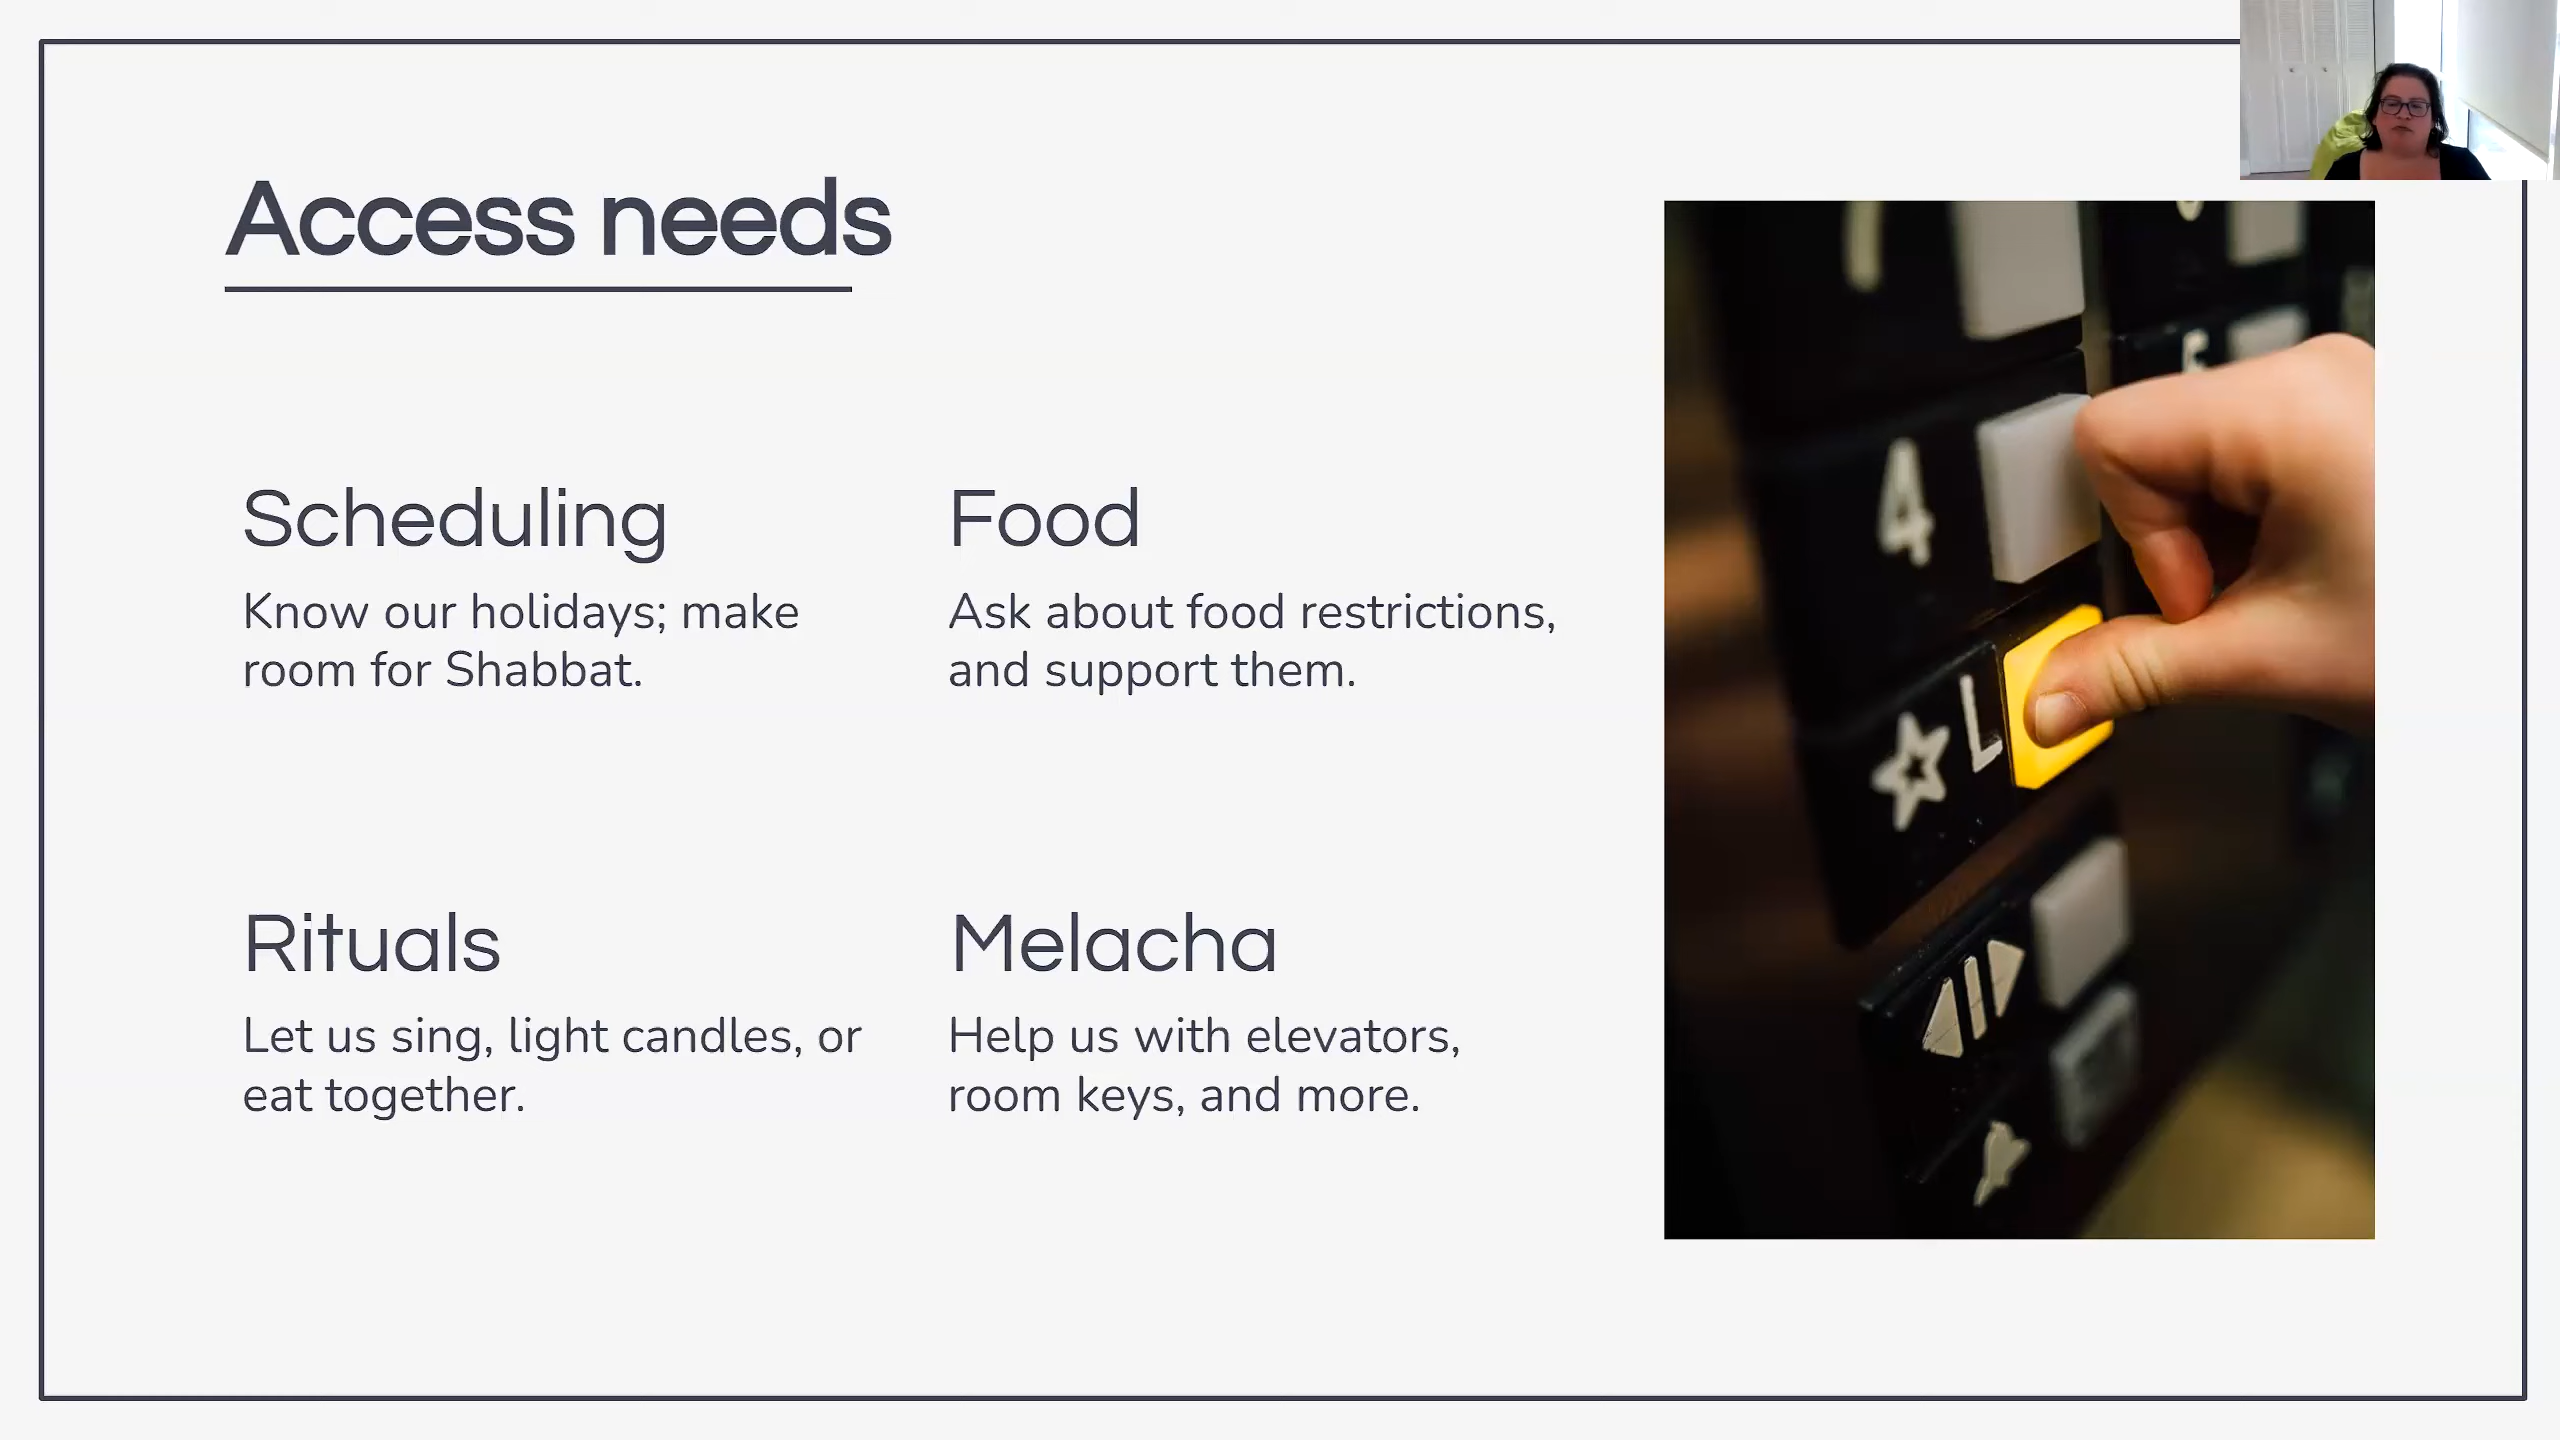 Access needs
Scheduling
Know our holidays; make
room for Shabbat.
Food
Ask about food restrictions,
and support them.
Rituals
Let us sing, light candles, or
eat together.
Melacha
Help us with elevators,
room keys, and more.
4
L